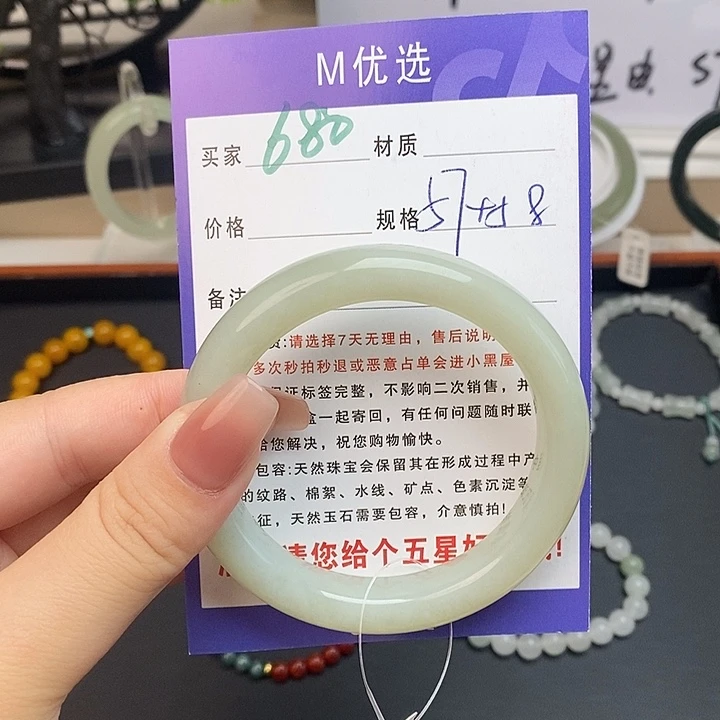 M优选
买家 680 材质
价格 规格 57
备注
请选择7天无理由，售后说明
多次秒拍秒退或恶意占单会进小黑屋
证标签完整，不影响二次销售，并
一起寄回，有任何问题随时联
给您解决，祝您购物愉快。
包容:天然珠宝会保留其在形成过程中产
的纹路、棉絮、水线、矿点、色素沉淀等
征，天然玉石需要包容，介意慎拍!
请您给个五星好